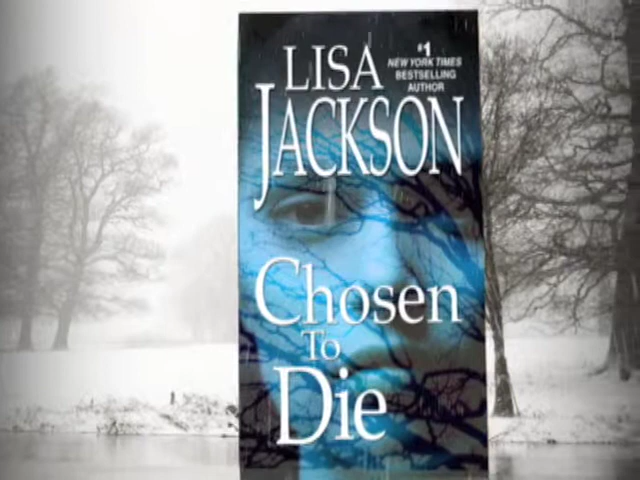 LISA
JACKSON
#1
NEW YORK TIMES
BESTSELLING
AUTHOR
Chosen
To
Die